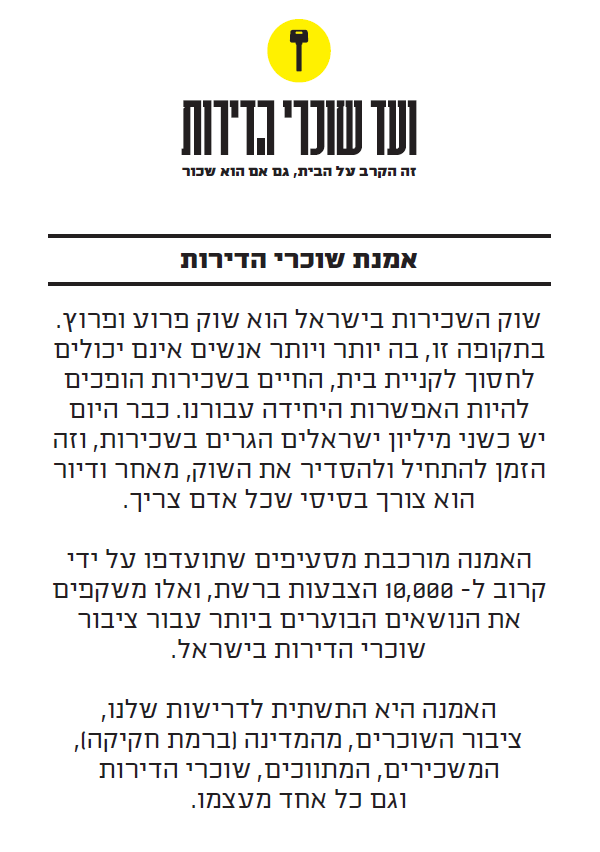 ועד שוכרי הדירות
זה הקרב על הבית, גם אם הוא שכור
אמנת שוכרי הדירות
שוק השכירות בישראל הוא שוק פרוע ופרוץ.
בתקופה זו, בה יותר ויותר אנשים אינם יכולים
לחסוך לקניית בית, החיים בשכירות הופכים
להיות האפשרות היחידה עבורנו. כבר היום
יש כשני מיליון ישראלים הגרים בשכירות, וזה
הזמן להתחיל ולהסדיר את השוק, מאחר ודיור
הוא צורך בסיסי שכל אדם צריך.
האמנה מורכבת מסעיפים שתועדפו על ידי
קרוב ל- 10,000 הצבעות ברשת, ואלו משקפים
את הנושאים הבוערים ביותר עבור ציבור
שוכרי הדירות בישראל.
האמנה היא התשתית לדרישות שלנו,
ציבור השוכרים, מהמדינה (ברמת חקיקה),
המשכירים, המתווכים, שוכרי הדירות
וגם כל אחד מעצמו.